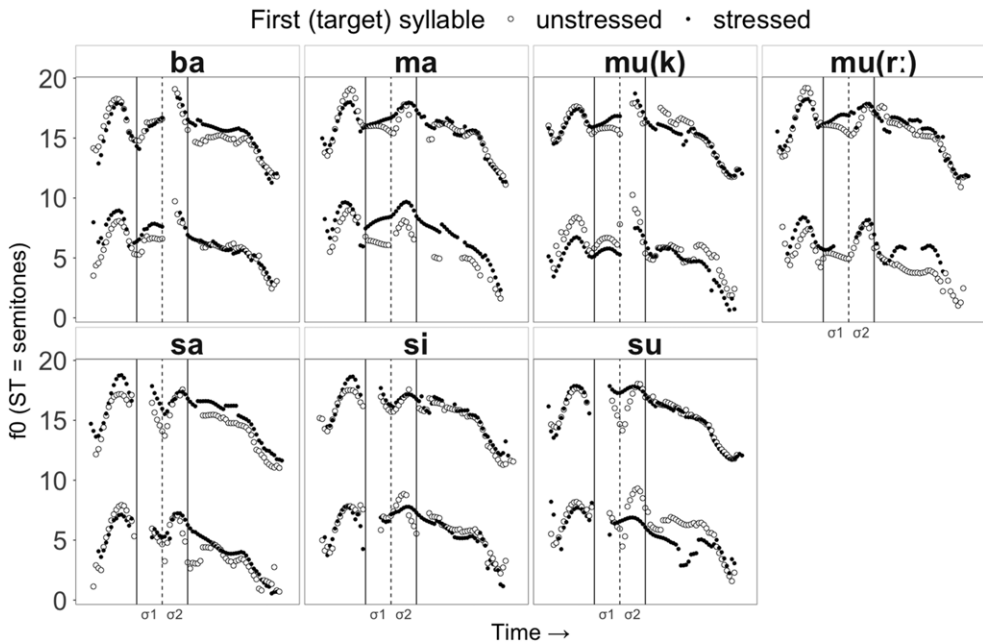 First (target) syllable ○ unstressed • stressed
ba ma mu(k) mu(rː)
20
15
10
5
0
σ1 σ2
sa si su
20
15
10
5
0
σ1 σ2 σ1 σ2 σ1 σ2
f0 (ST = semitones)
Time →